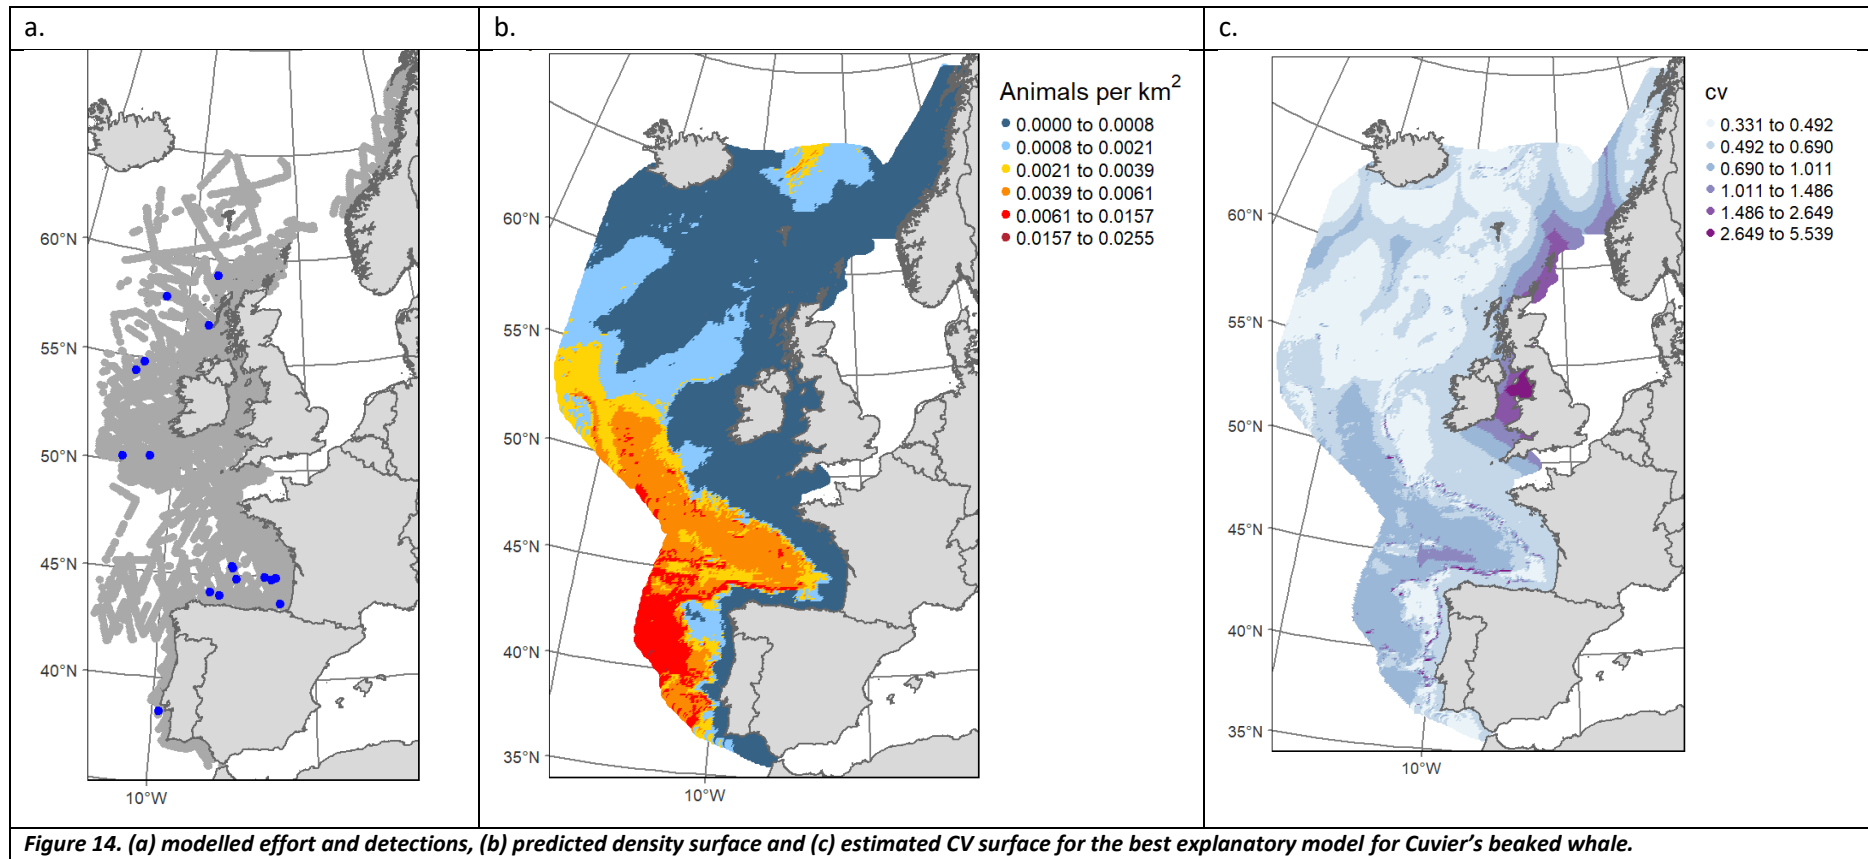 a.
b.
c.
60°N
55°N
50°N
45°N
40°N
10°W
60°N
55°N
50°N
45°N
40°N
35°N
10°W
Animals per km²
0.0000 to 0.0008
0.0008 to 0.0021
0.0021 to 0.0039
0.0039 to 0.0061
0.0061 to 0.0157
0.0157 to 0.0255
60°N
55°N
50°N
45°N
40°N
35°N
10°W
cv
0.331 to 0.492
0.492 to 0.690
0.690 to 1.011
1.011 to 1.486
1.486 to 2.649
2.649 to 5.539
Figure 14. (a) modelled effort and detections, (b) predicted density surface and (c) estimated CV surface for the best explanatory model for Cuvier’s beaked whale.